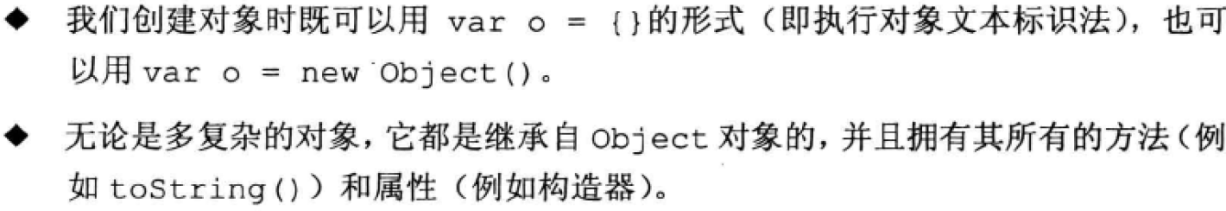 ◆ 我们创建对象时既可以用 var o = {}的形式（即执行对象文本标识法），也可
以用 var o = new Object()。
◆ 无论是多复杂的对象，它都是继承自 Object 对象的，并且拥有其所有的方法（例
如 toString()）和属性（例如构造器）。